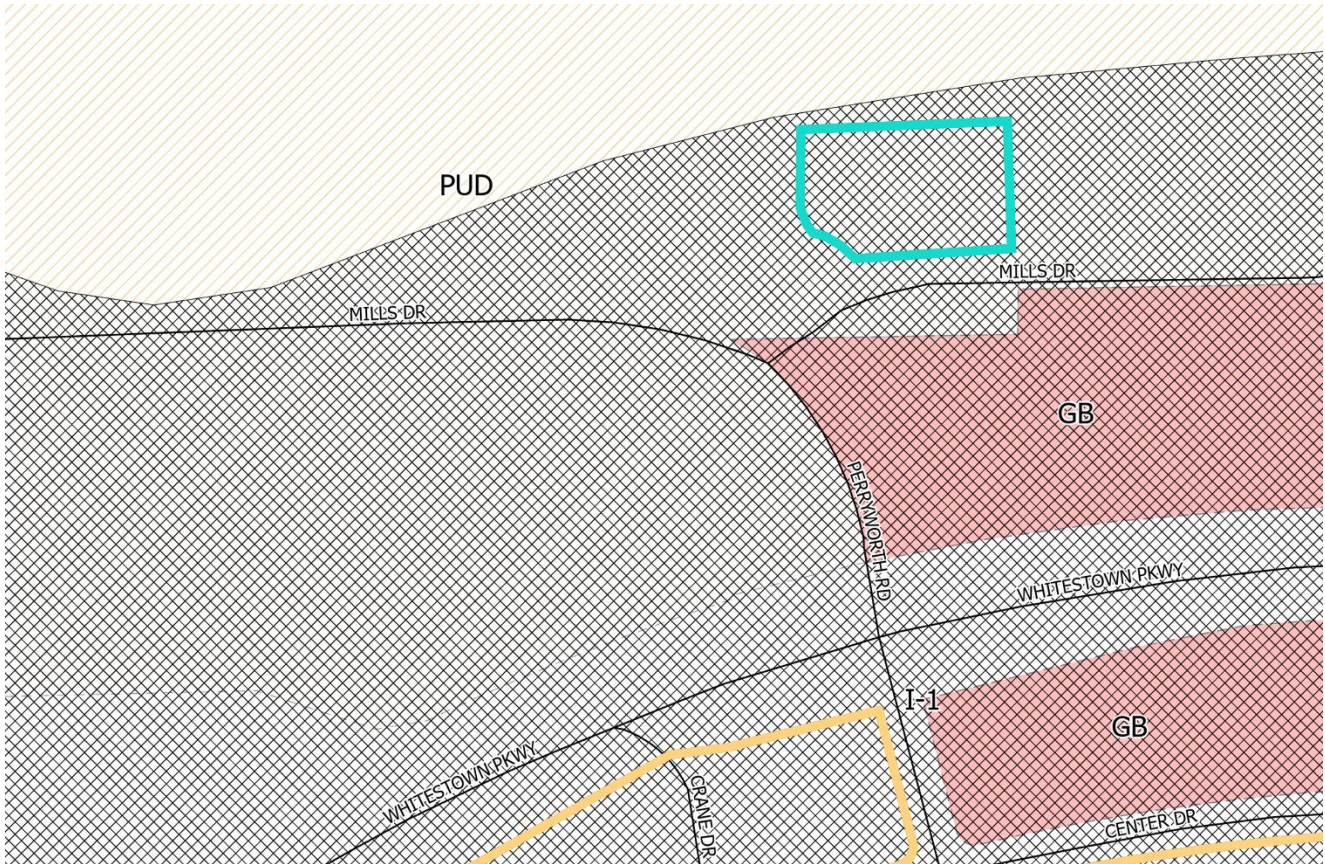 PUD
MILLS DR
MILLS DR
GB
PERRYWORTH RD
WHITESTOWN PKWY
I-1
GB
WHITESTOWN PKWY
CRANE DR
CENTER DR